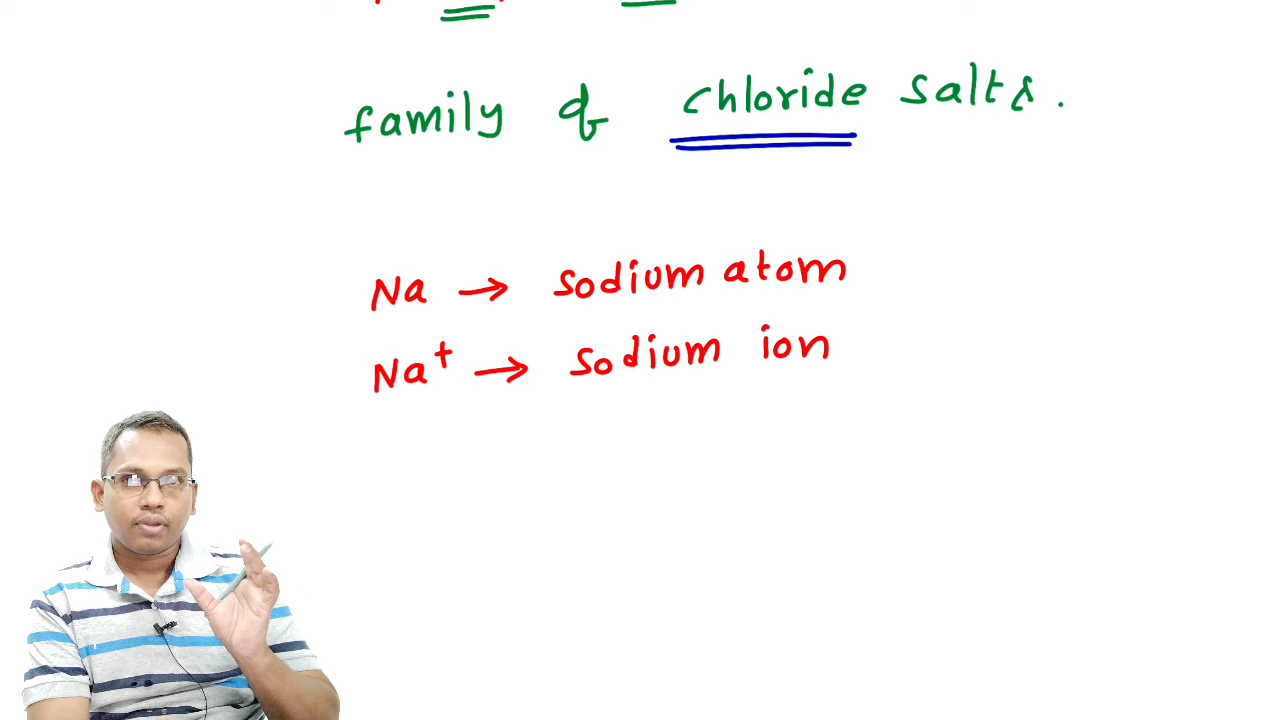 family of chloride salts.
Na → sodium atom
Na⁺ → sodium ion